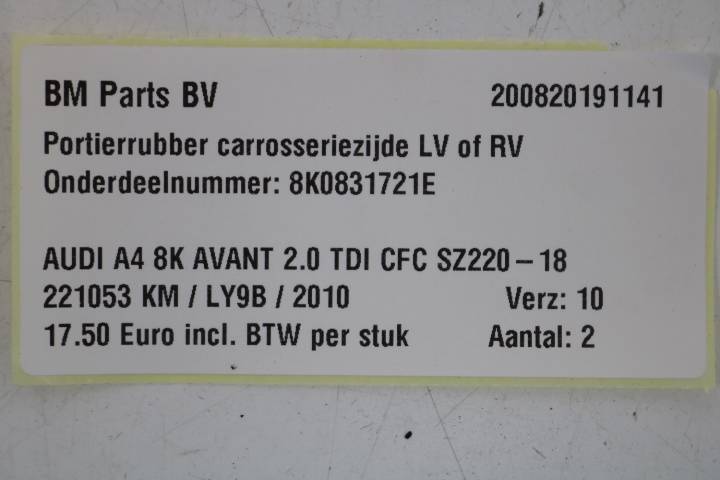 BM Parts BV 200820191141
Portierrubber carrosseriezijde LV of RV
Onderdeelnummer: 8K0831721E
AUDI A4 8K AVANT 2.0 TDI CFC SZ220-18
221053 KM / LY9B / 2010 Verz: 10
17.50 Euro incl. BTW per stuk Aantal: 2